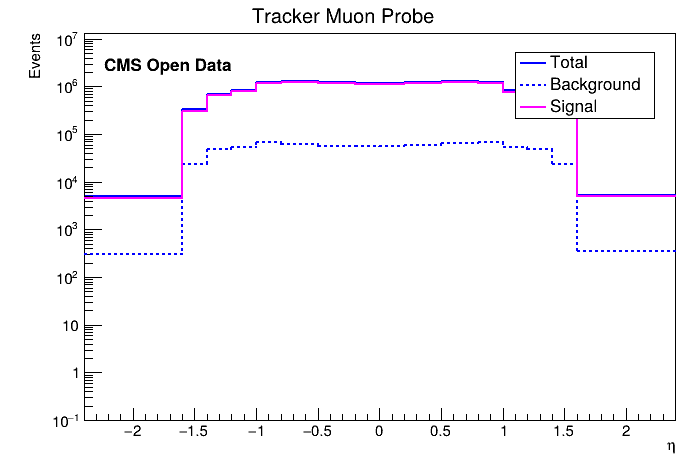 Tracker Muon Probe
Events
CMS Open Data
Total
Background
Signal
10⁷
10⁶
10⁵
10⁴
10³
10²
10
1
10⁻¹
−2 −1.5 −1 −0.5 0 0.5 1 1.5 2
η